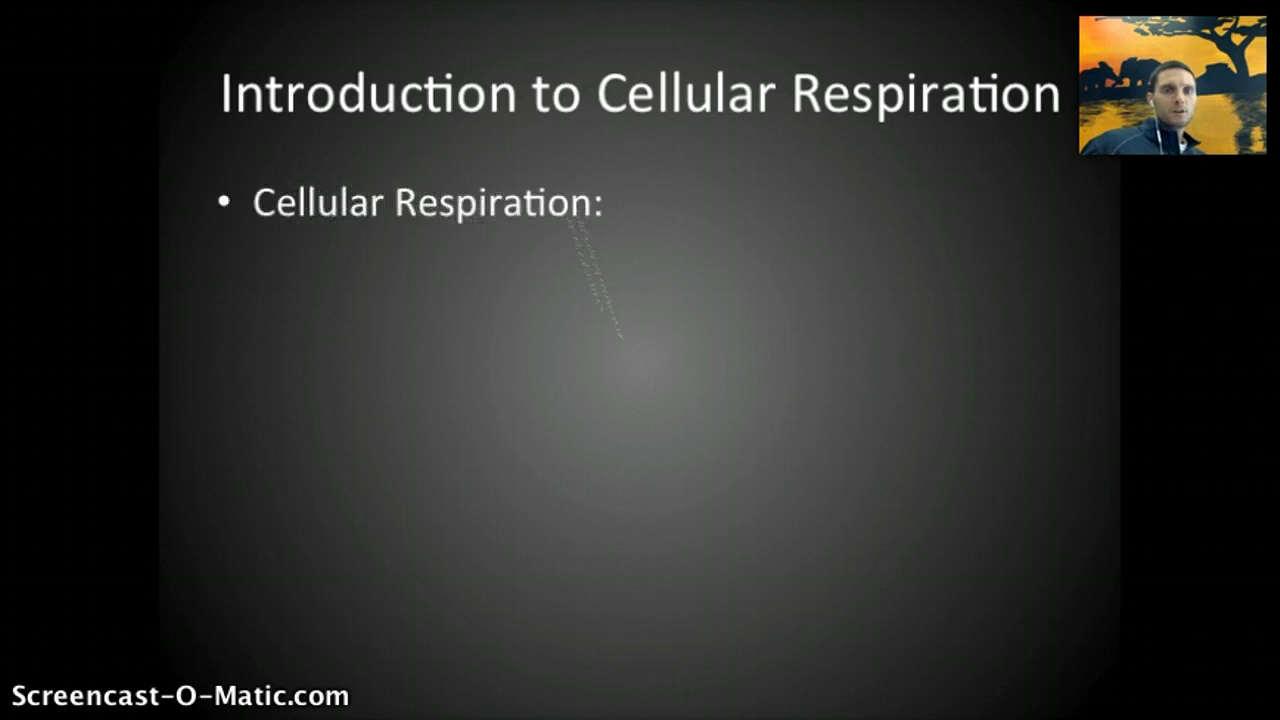 Introduction to Cellular Respiration
• Cellular Respiration:
Screencast-O-Matic.com